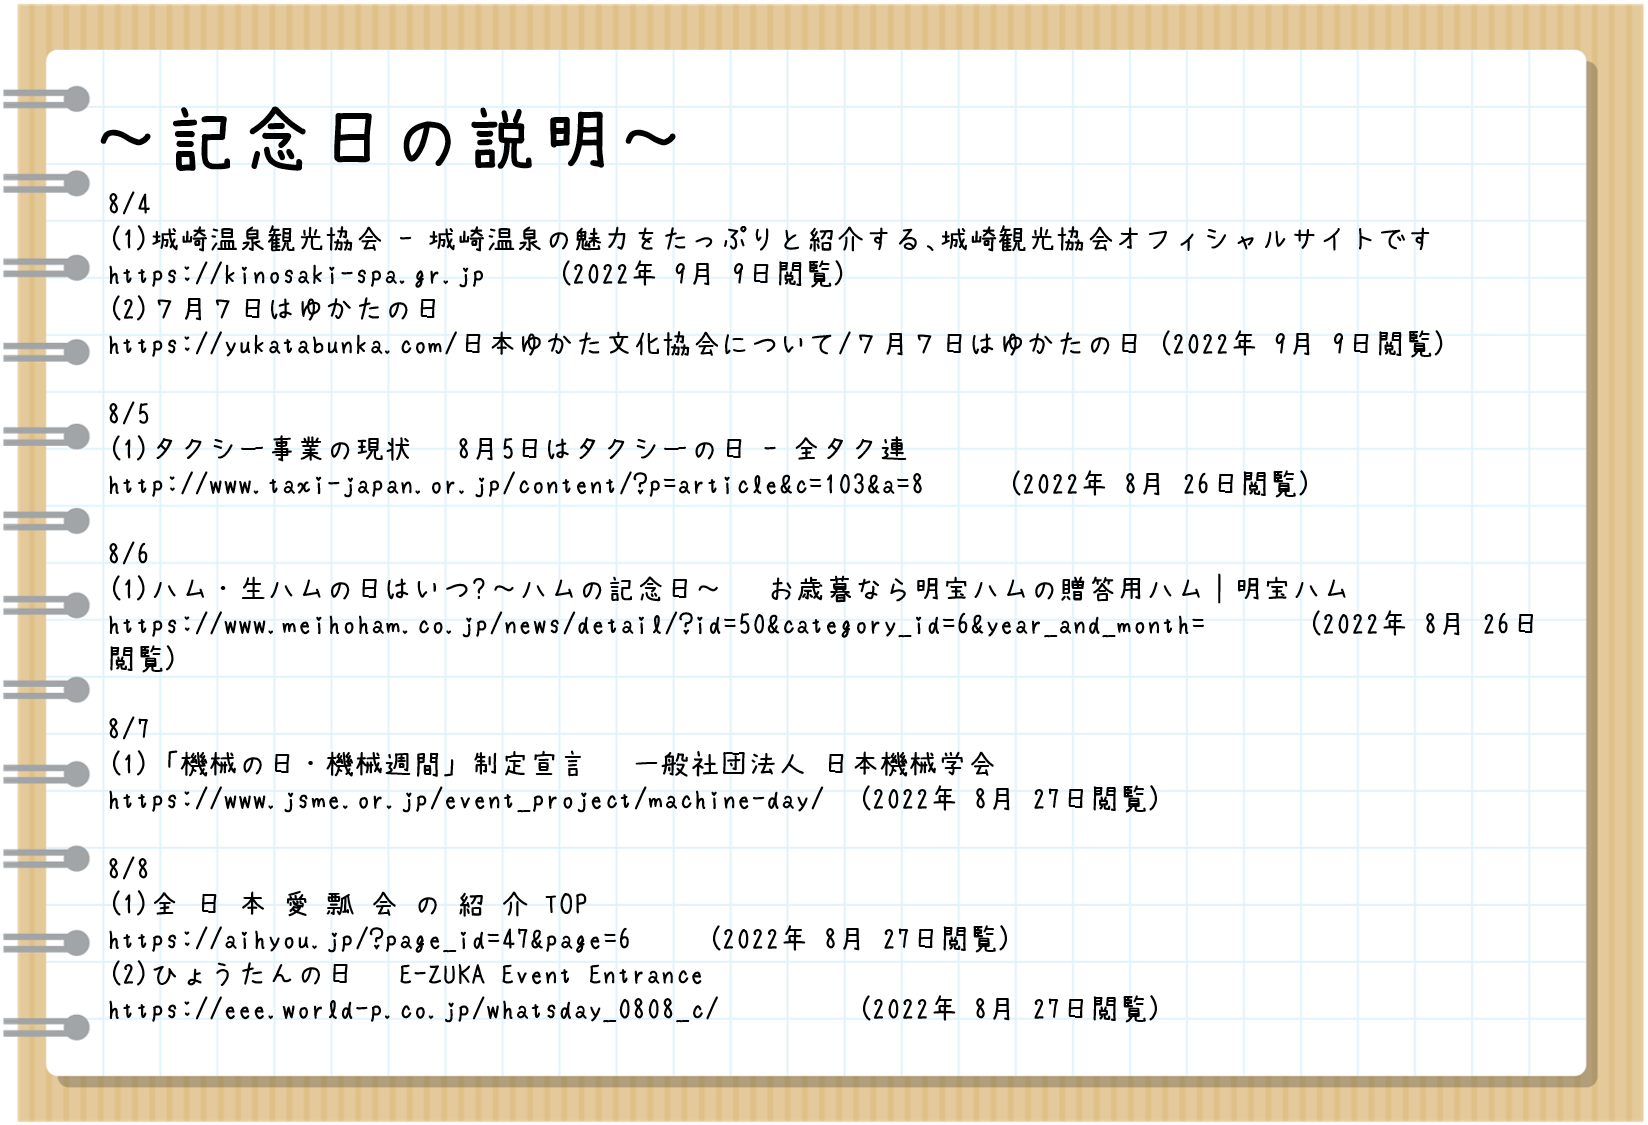 ～記念日の説明～
8/4
(1)城崎温泉観光協会 - 城崎温泉の魅力をたっぷりと紹介する、城崎観光協会オフィシャルサイトです
https://kinosaki-spa.gr.jp (2022年 9月 9日閲覧)
(2)７月７日はゆかたの日
https://yukatabunka.com/日本ゆかた文化協会について/７月７日はゆかたの日 (2022年 9月 9日閲覧)
8/5
(1)タクシー事業の現状 8月5日はタクシーの日 - 全タク連
http://www.taxi-japan.or.jp/content/?p=article&c=103&a=8 (2022年 8月 26日閲覧)
8/6
(1)ハム・生ハムの日はいつ?～ハムの記念日～ お歳暮なら明宝ハムの贈答用ハム｜明宝ハム
https://www.meihoham.co.jp/news/detail/?id=50&category_id=6&year_and_month= (2022年 8月 26日
閲覧)
8/7
(1)「機械の日・機械週間」制定宣言 一般社団法人 日本機械学会
https://www.jsme.or.jp/event_project/machine-day/ (2022年 8月 27日閲覧)
8/8
(1)全 日 本 愛 瓢 会 の 紹 介 TOP
https://aihyou.jp/?page_id=47&page=6 (2022年 8月 27日閲覧)
(2)ひょうたんの日 E-ZUKA Event Entrance
https://eee.world-p.co.jp/whatsday_0808_c/ (2022年 8月 27日閲覧)